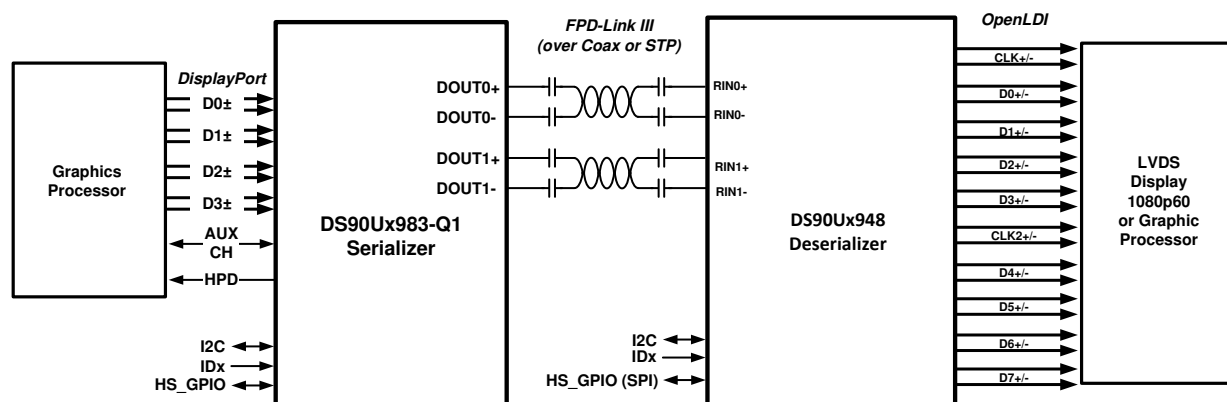 DisplayPort
D0±
D1±
D2±
D3±
AUX
CH
HPD
Graphics
Processor
I2C
IDx
HS_GPIO
DS90Ux983-Q1
Serializer
DOUT0+
DOUT0-
DOUT1+
DOUT1-
FPD-Link III
(over Coax or STP)
RIN0+
RIN0-
RIN1+
RIN1-
DS90Ux948
Deserializer
I2C
IDx
HS_GPIO (SPI)
OpenLDI
CLK+/-
D0+/-
D1+/-
D2+/-
D3+/-
CLK2+/-
D4+/-
D5+/-
D6+/-
D7+/-
LVDS
Display
1080p60
or Graphic
Processor